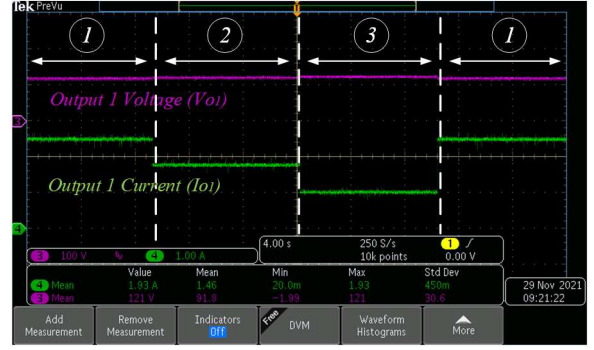 Tek PreVu
1 2 3 1
Output 1 Voltage (Vo1)
3
Output 1 Current (Io1)
4
3 100 V 4 1.00 A 4.00 s 250 S/s 1
10k points 0.00 V
Value Mean Min Max Std Dev
4 Mean 1.93 A 1.46 20.0m 1.93 450m
3 Mean 121 V 91.8 −1.99 121 30.6
29 Nov 2021
09:21:22
Add Measurement
Remove Measurement
Indicators Off
Free DVM
Waveform Histograms
More